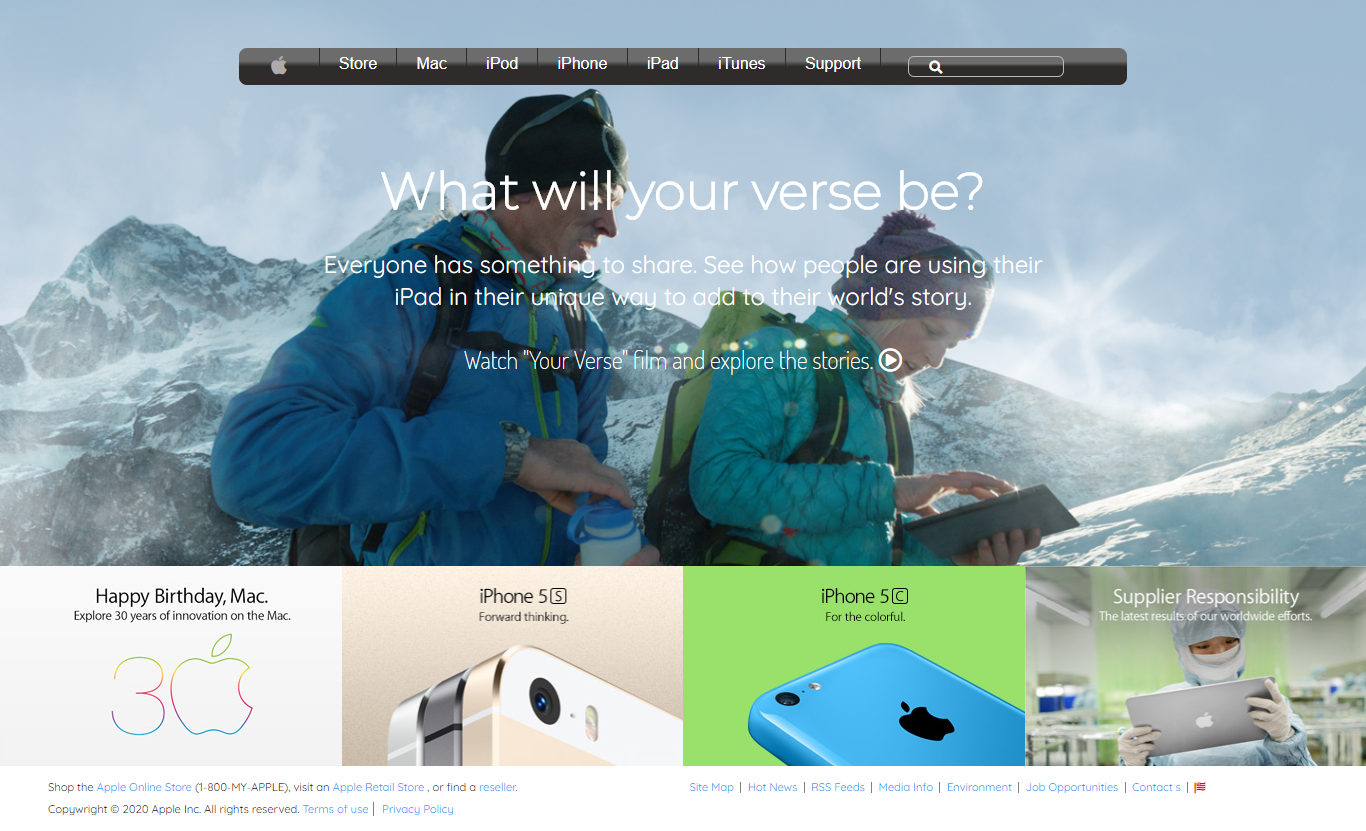 Store Mac iPod iPhone iPad iTunes Support
What will your verse be?
Everyone has something to share. See how people are using their
iPad in their unique way to add to their world's story.
Watch "Your Verse" film and explore the stories.
Happy Birthday, Mac.
Explore 30 years of innovation on the Mac.
30
iPhone 5S
Forward thinking.
iPhone 5C
For the colorful.
Supplier Responsibility
The latest results of our worldwide efforts.
Shop the Apple Online Store (1-800-MY-APPLE), visit an Apple Retail Store , or find a reseller.
Site Map | Hot News | RSS Feeds | Media Info | Environment | Job Opportunities | Contact s |
Copywright © 2020 Apple Inc. All rights reserved. Terms of use | Privacy Policy